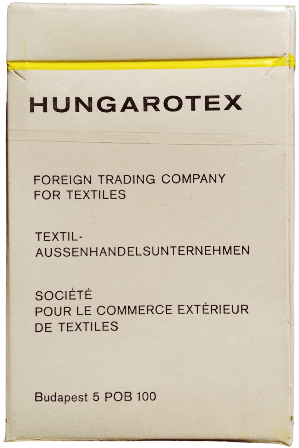 HUNGAROTEX
FOREIGN TRADING COMPANY
FOR TEXTILES
TEXTIL-
AUSSENHANDELSUNTERNEHMEN
SOCIÉTÉ
POUR LE COMMERCE EXTÉRIEUR
DE TEXTILES
Budapest 5 POB 100